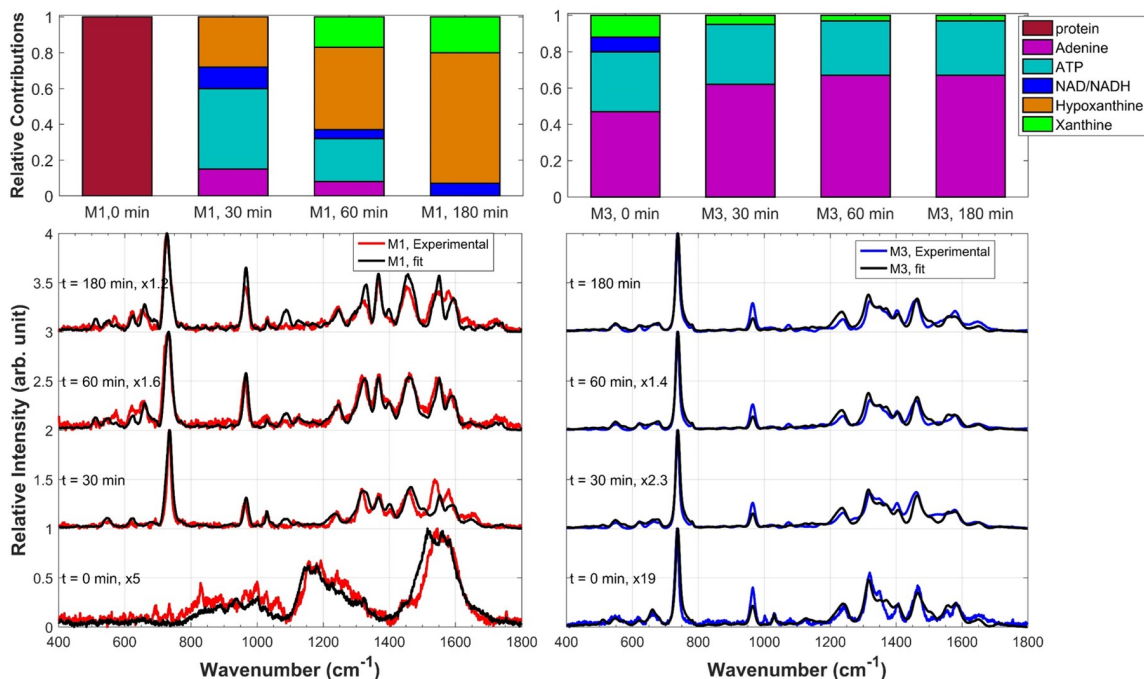 Relative Contributions
1
0.8
0.6
0.4
0.2
0
M1,0 min M1, 30 min M1, 60 min M1, 180 min
1
0.8
0.6
0.4
0.2
0
M3, 0 min M3, 30 min M3, 60 min M3, 180 min
protein
Adenine
ATP
NAD/NADH
Hypoxanthine
Xanthine
Relative Intensity (arb. unit)
4
3.5
3
2.5
2
1.5
1
0.5
0
M1, Experimental
M1, fit
t = 180 min, x1.2
t = 60 min, x1.6
t = 30 min
t = 0 min, x5
400 600 800 1000 1200 1400 1600 1800
Wavenumber (cm-1)
M3, Experimental
M3, fit
t = 180 min
t = 60 min, x1.4
t = 30 min, x2.3
t = 0 min, x19
400 600 800 1000 1200 1400 1600 1800
Wavenumber (cm-1)